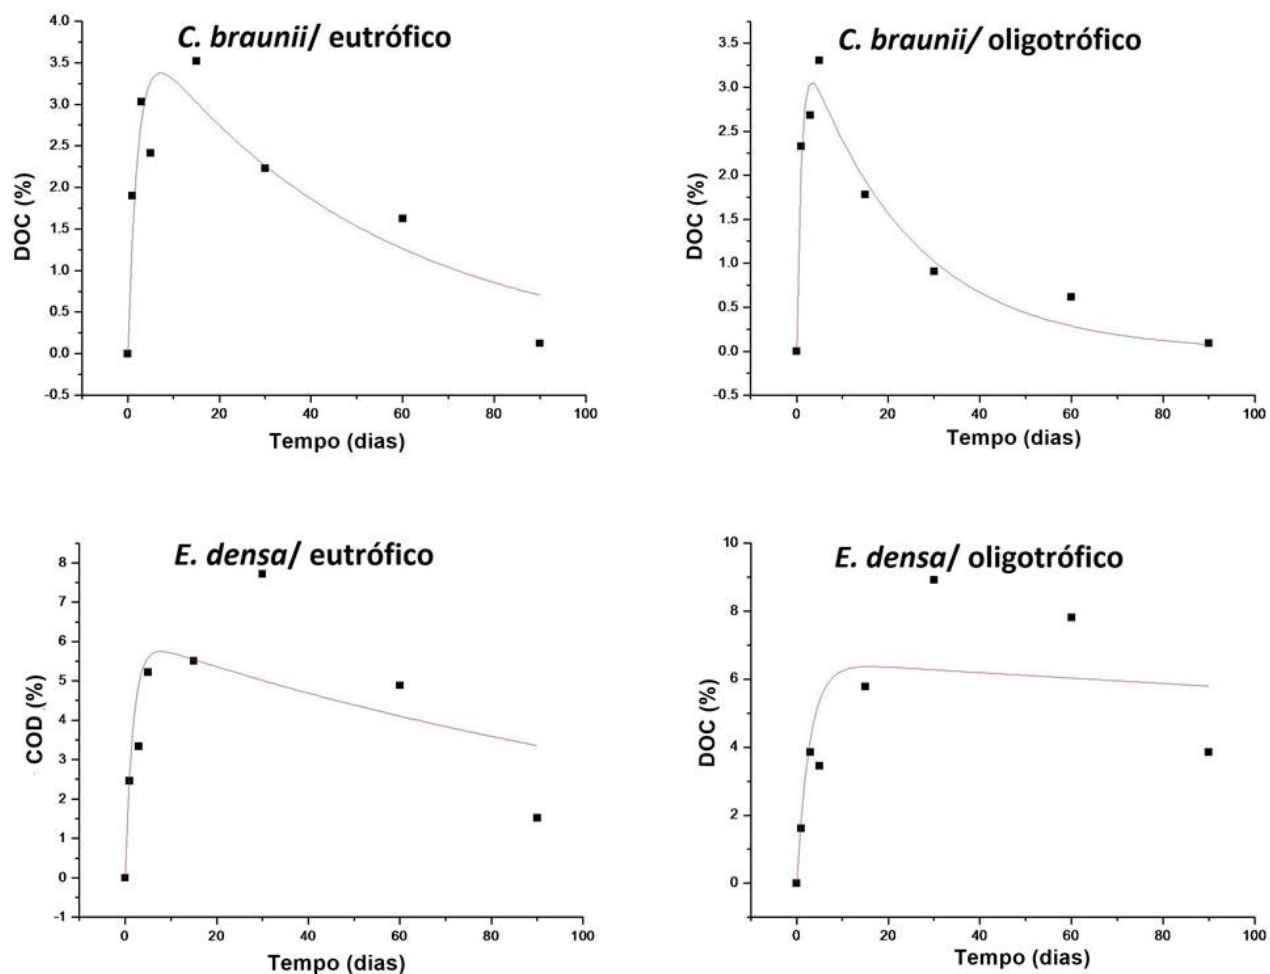 C. braunii/ eutrófico
4.0
3.5
3.0
2.5
2.0
1.5
1.0
0.5
0.0
-0.5
DOC (%)
0 20 40 60 80 100
Tempo (dias)
C. braunii/ oligotrófico
3.5
3.0
2.5
2.0
1.5
1.0
0.5
0.0
-0.5
DOC (%)
0 20 40 60 80 100
Tempo (dias)
E. densa/ eutrófico
8
7
6
5
4
3
2
1
0
-1
COD (%)
0 20 40 60 80 100
Tempo (dias)
E. densa/ oligotrófico
10
8
6
4
2
0
DOC (%)
0 20 40 60 80 100
Tempo (dias)